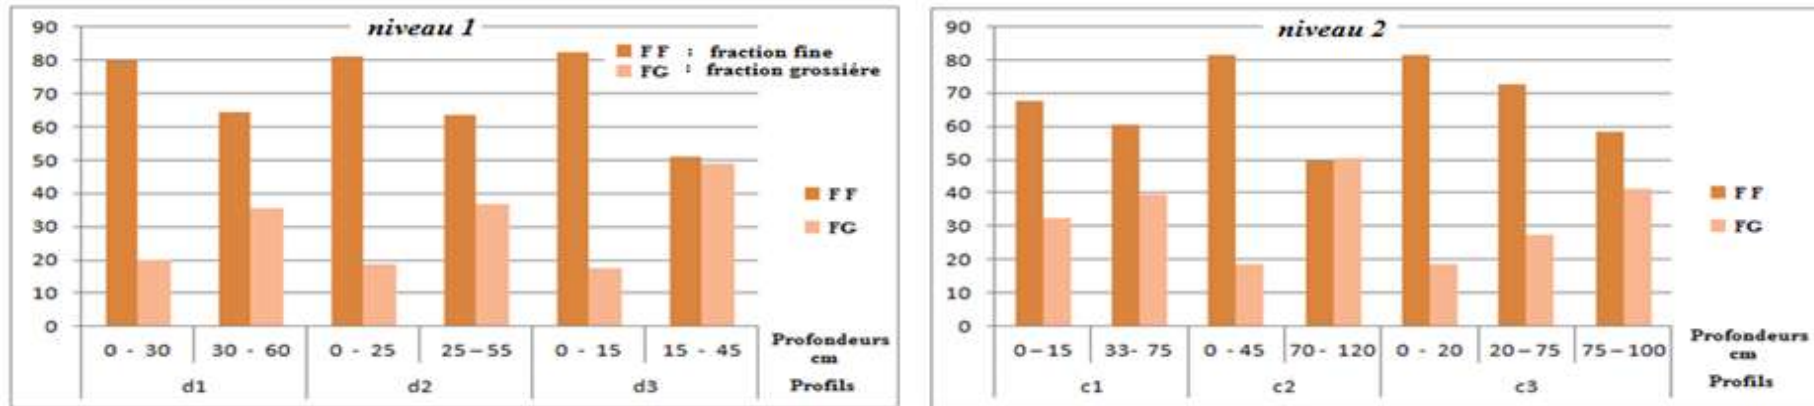 niveau 1
90
80
70
60
50
40
30
20
10
0
F F : fraction fine
FG : fraction grossiére
F F
FG
0 - 30 30 - 60 0 - 25 25–55 0 - 15 15 - 45
Profondeurs
cm
d1 d2 d3 Profils
niveau 2
90
80
70
60
50
40
30
20
10
0
F F
FG
0–15 33- 75 0 - 45 70- 120 0 - 20 20–75 75–100
Profondeurs
cm
c1 c2 c3 Profils